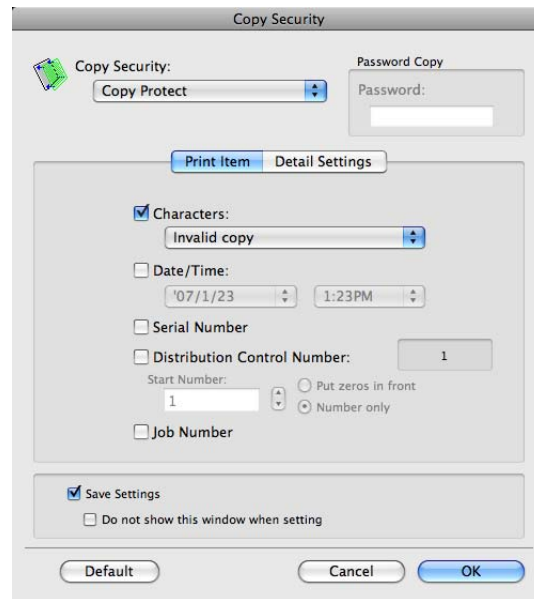 Copy Security
Copy Security:
Copy Protect
Password Copy
Password:
Print Item Detail Settings
Characters:
Invalid copy
Date/Time:
'07/1/23 1:23PM
Serial Number
Distribution Control Number: 1
Start Number:
1
Put zeros in front
Number only
Job Number
Save Settings
Do not show this window when setting
Default Cancel OK